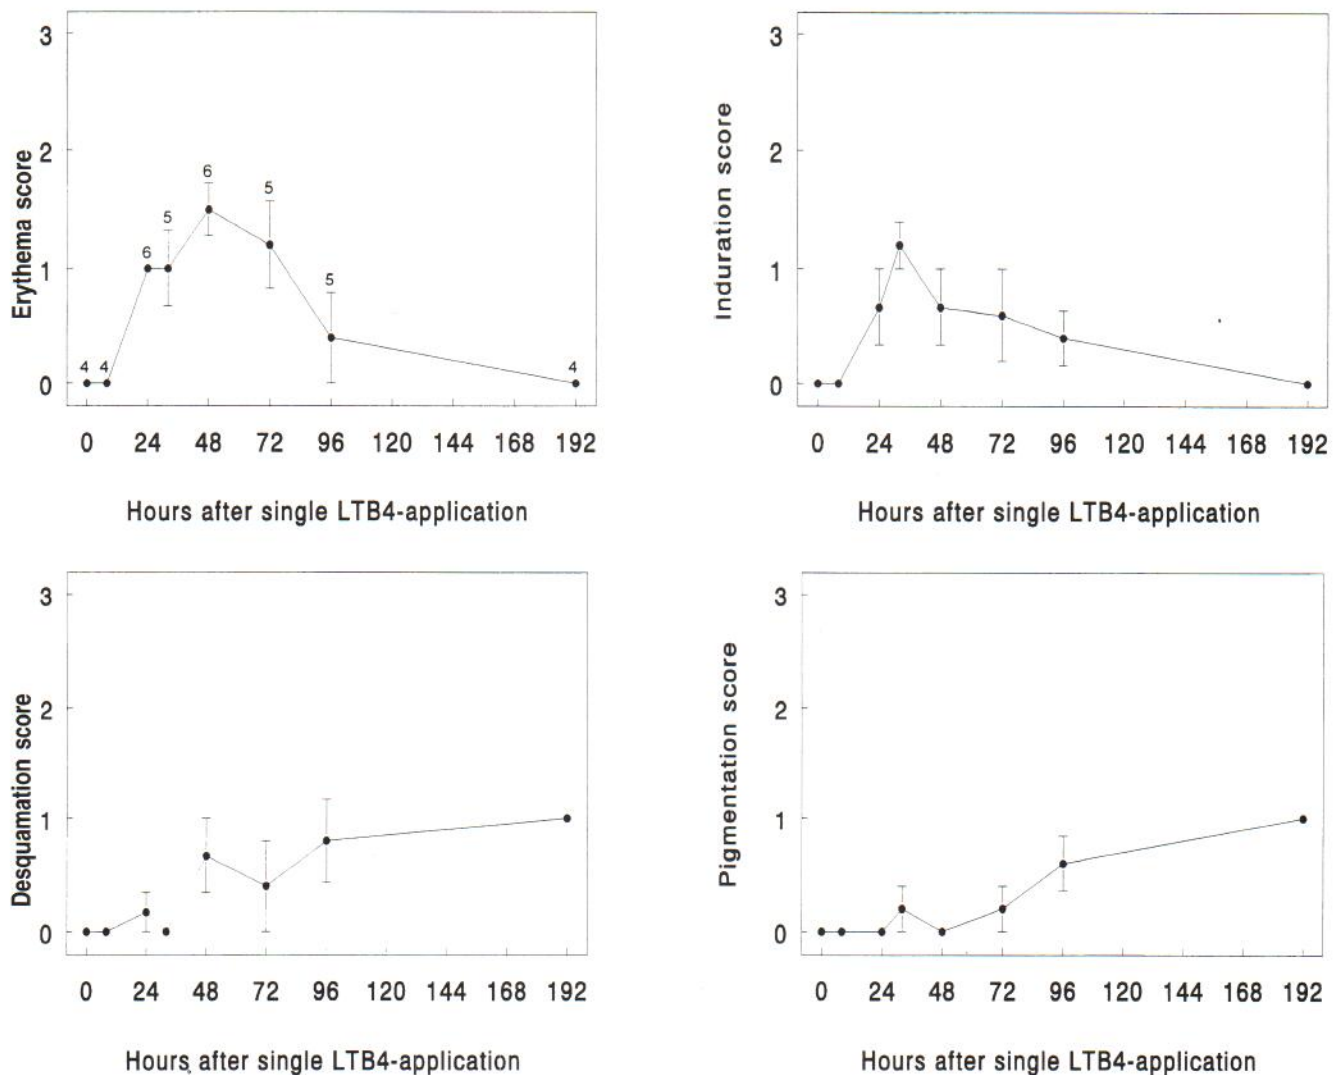 3
2
1
0
Erythema score
4 4 6 5 6 5 5 4
0 24 48 72 96 120 144 168 192
Hours after single LTB4-application
3
2
1
0
Induration score
0 24 48 72 96 120 144 168 192
Hours after single LTB4-application
3
2
1
0
Desquamation score
0 24 48 72 96 120 144 168 192
Hours after single LTB4-application
3
2
1
0
Pigmentation score
0 24 48 72 96 120 144 168 192
Hours after single LTB4-application